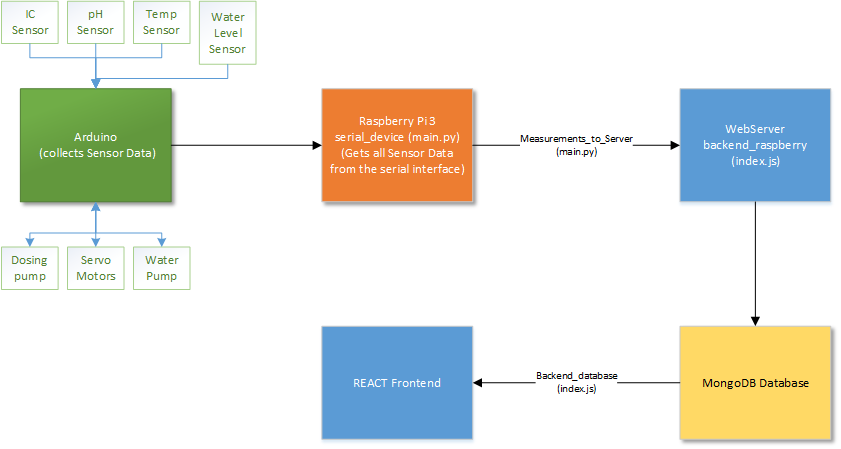 IC
Sensor
pH
Sensor
Temp
Sensor
Water
Level
Sensor
Arduino
(collects Sensor Data)
Raspberry Pi 3
serial_device (main.py)
(Gets all Sensor Data
from the serial interface)
Measurements_to_Server
(main.py)
WebServer
backend_raspberry
(index.js)
Dosing
pump
Servo
Motors
Water
Pump
REACT Frontend
Backend_database
(index.js)
MongoDB Database